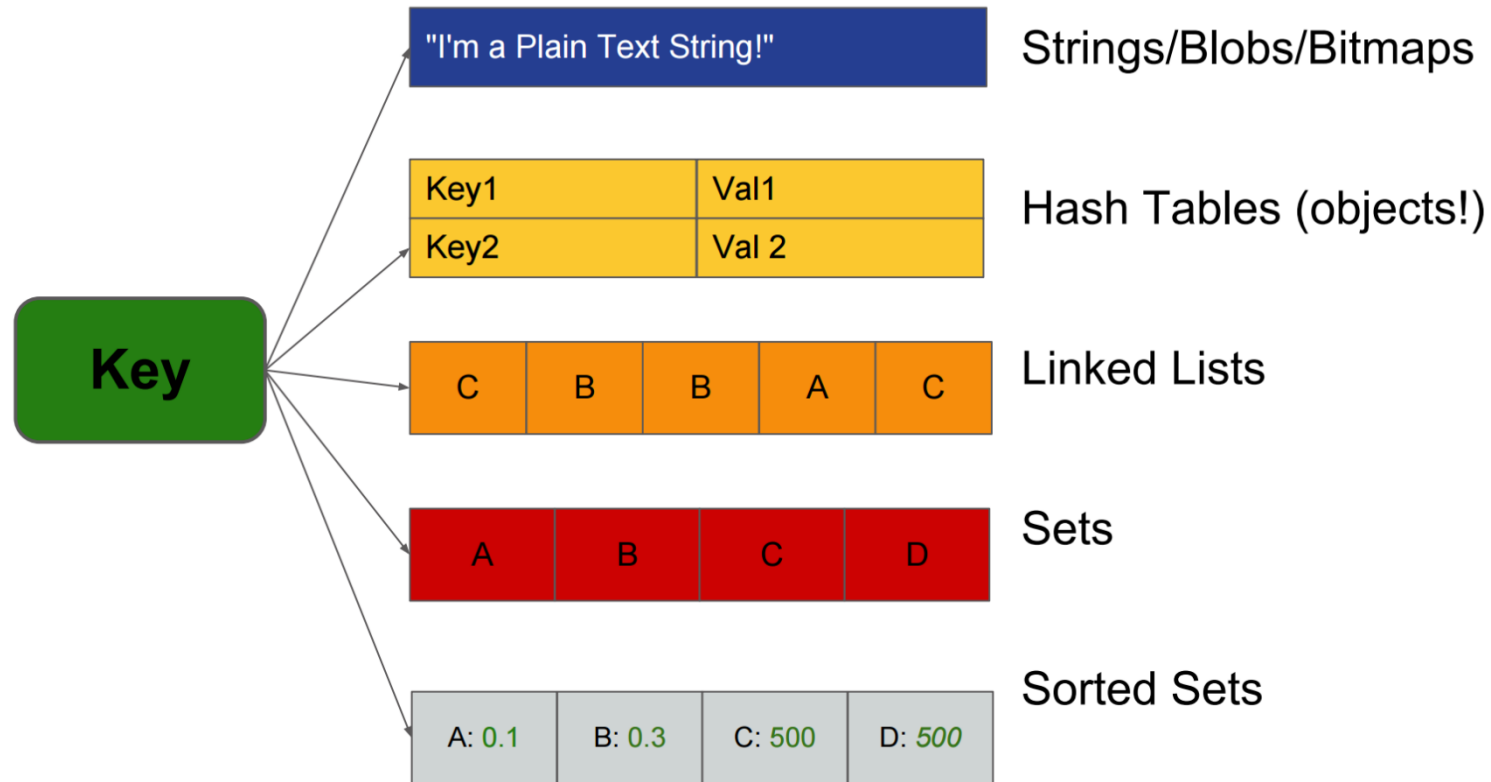 "I'm a Plain Text String!"
Strings/Blobs/Bitmaps
Key1 Val1
Key2 Val 2
Hash Tables (objects!)
Key
C B B A C
Linked Lists
A B C D
Sets
A: 0.1 B: 0.3 C: 500 D: 500
Sorted Sets